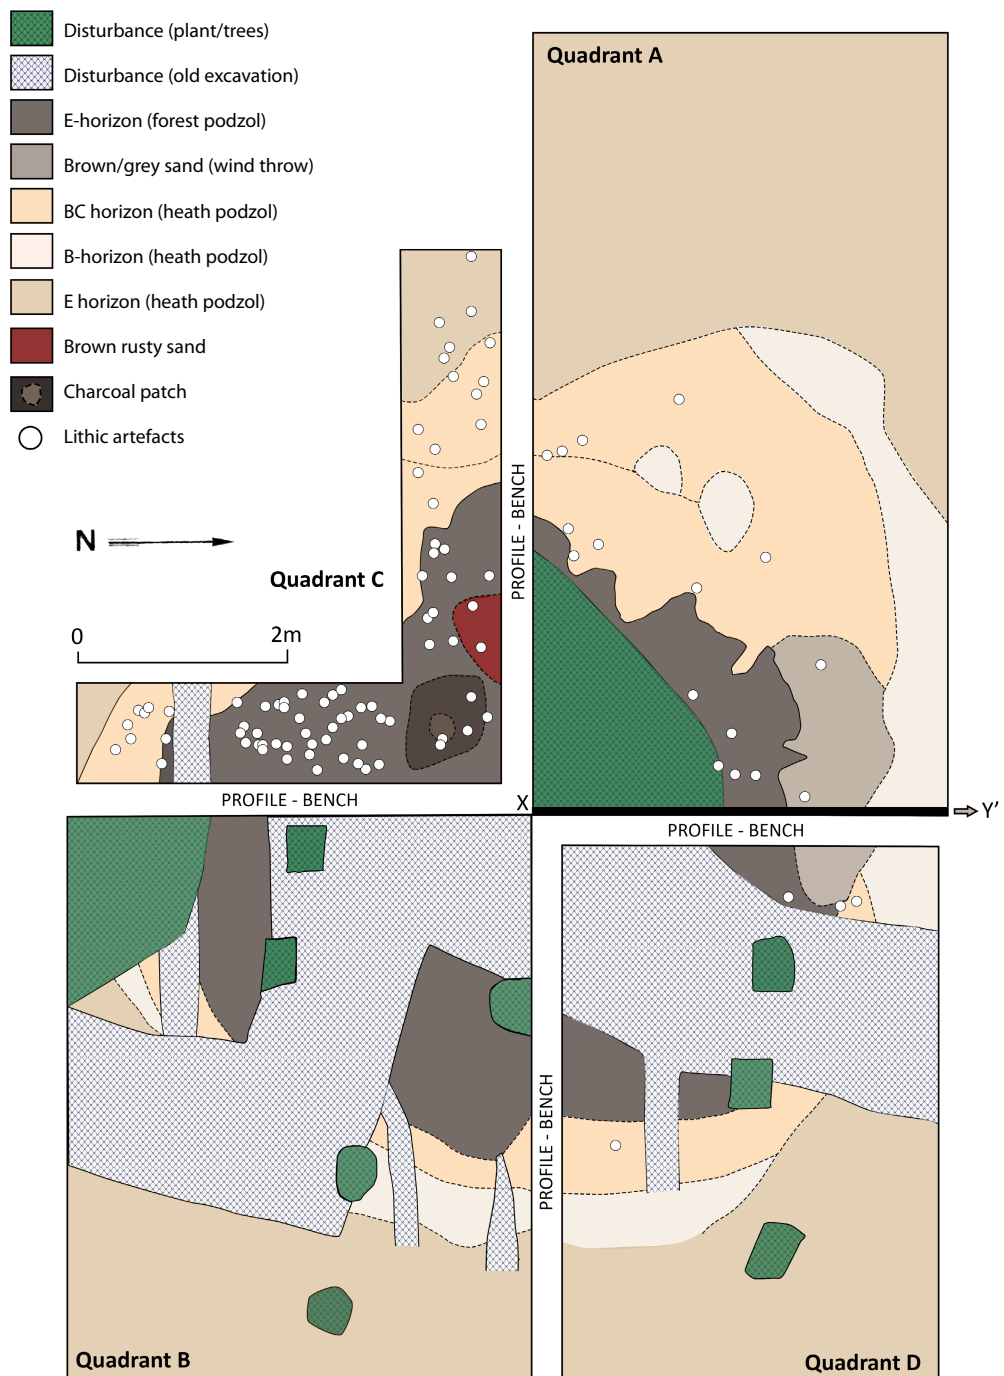 Disturbance (plant/trees)
Disturbance (old excavation)
E-horizon (forest podzol)
Brown/grey sand (wind throw)
BC horizon (heath podzol)
B-horizon (heath podzol)
E horizon (heath podzol)
Brown rusty sand
Charcoal patch
Lithic artefacts
Quadrant A
N
Quadrant C
0 2m
PROFILE - BENCH
PROFILE - BENCH
X
Y'
PROFILE - BENCH
PROFILE - BENCH
Quadrant B
Quadrant D